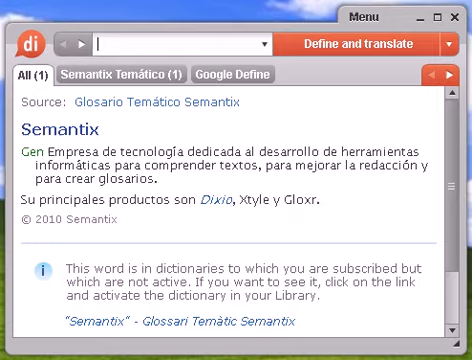 Menu
di
Define and translate
All (1) Semantix Temático (1) Google Define
Source: Glosario Temático Semantix
Semantix
Gen Empresa de tecnología dedicada al desarrollo de herramientas
informáticas para comprender textos, para mejorar la redacción y
para crear glosarios.
Su principales productos son Dixio, Xtyle y Gloxr.
© 2010 Semantix
i
This word is in dictionaries to which you are subscribed but
which are not active. If you want to see it, click on the link
and activate the dictionary in your Library.
"Semantix" - Glossari Temàtic Semantix